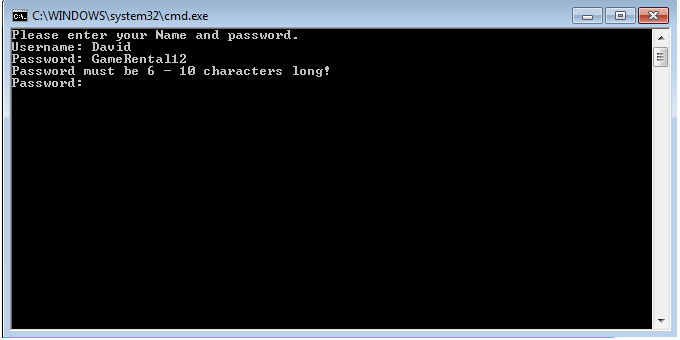 C:\WINDOWS\system32\cmd.exe
Please enter your Name and password.
Username: David
Password: GameRental12
Password must be 6 - 10 characters long!
Password: